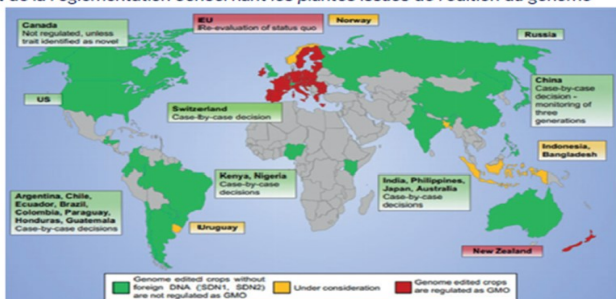 de la réglementation concernant les plantes issues de l'édition du génome
Canada
Not regulated, unless
trait identified as novel
EU
Re-evaluation of status quo
Norway
Russia
US
Switzerland
Case-by-case decision
China
Case-by-case
decision -
monitoring of
three
generations
Indonesia,
Bangladesh
Kenya, Nigeria
Case-by-case
decisions
India, Philippines,
Japan, Australia
Case-by-case
decisions
Argentina, Chile,
Ecuador, Brazil,
Colombia, Paraguay,
Honduras, Guatemala
Case-by-case decisions
Uruguay
New Zealand
Genome edited crops without
foreign DNA (SDN1, SDN2)
are not regulated as GMO
Under consideration
Genome edited crops
are regulated as GMO